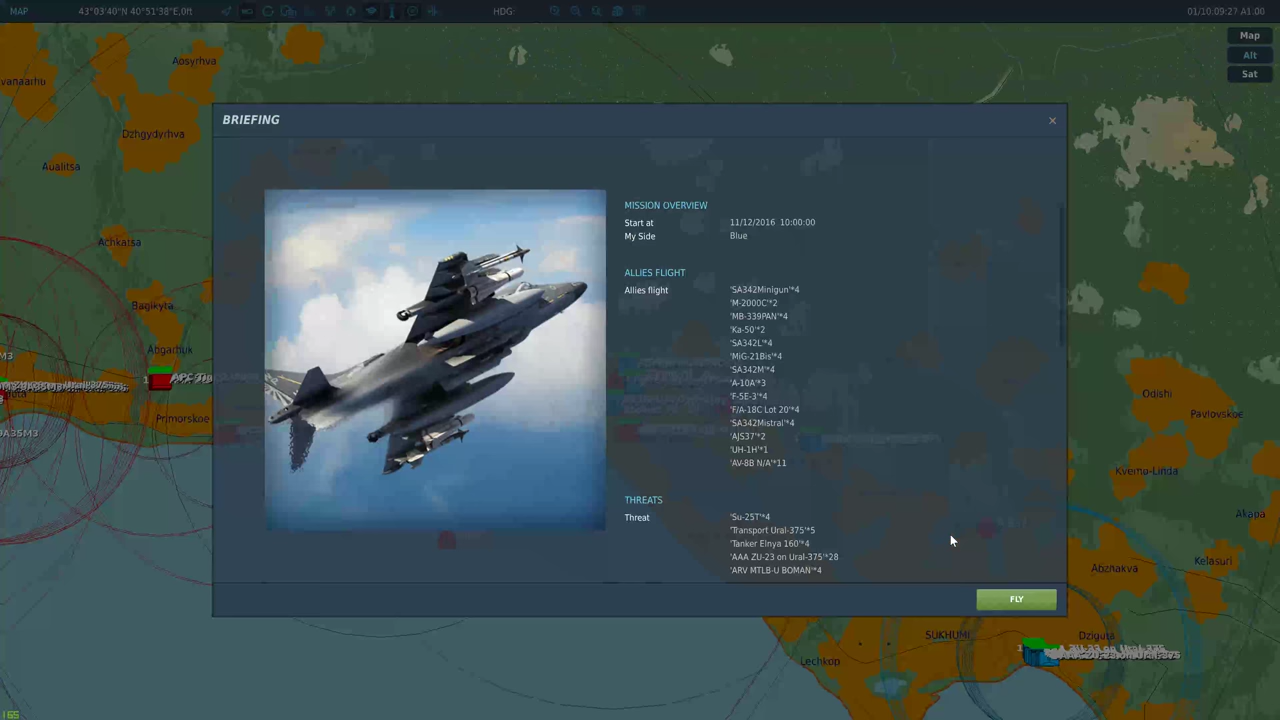 MAP
43°03'40"N 40°51'38"E,0ft
HDG:
01/10:09:27 A1.00
Map
Alt
Sat
Aosyrhva
Dzhgydyrhva
Aualitsa
Achkatsa
Bagikyta
Primorskoe
BRIEFING
MISSION OVERVIEW
Start at 11/12/2016 10:00:00
My Side Blue
ALLIES FLIGHT
Allies flight 'SA342Minigun'*4
'M-2000C'*2
'MB-339PAN'*4
'Ka-50'*2
'SA342L'*4
'MiG-21Bis'*4
'SA342M'*4
'A-10A'*3
'F-5E-3'*4
'F/A-18C Lot 20'*4
'SA342Mistral'*4
'AJS37'*2
'UH-1H'*1
'AV-8B N/A'*11
THREATS
Threat 'Su-25T'*4
'Transport Ural-375'*5
'Tanker Elnya 160'*4
'AAA ZU-23 on Ural-375'*28
'ARV MTLB-U BOMAN'*4
FLY
Odishi
Pavlovskoe
Kvemo-Linda
Akapa
Kelasuri
Abznakva
SUKHUMI
Dziguta
Lechkop
165